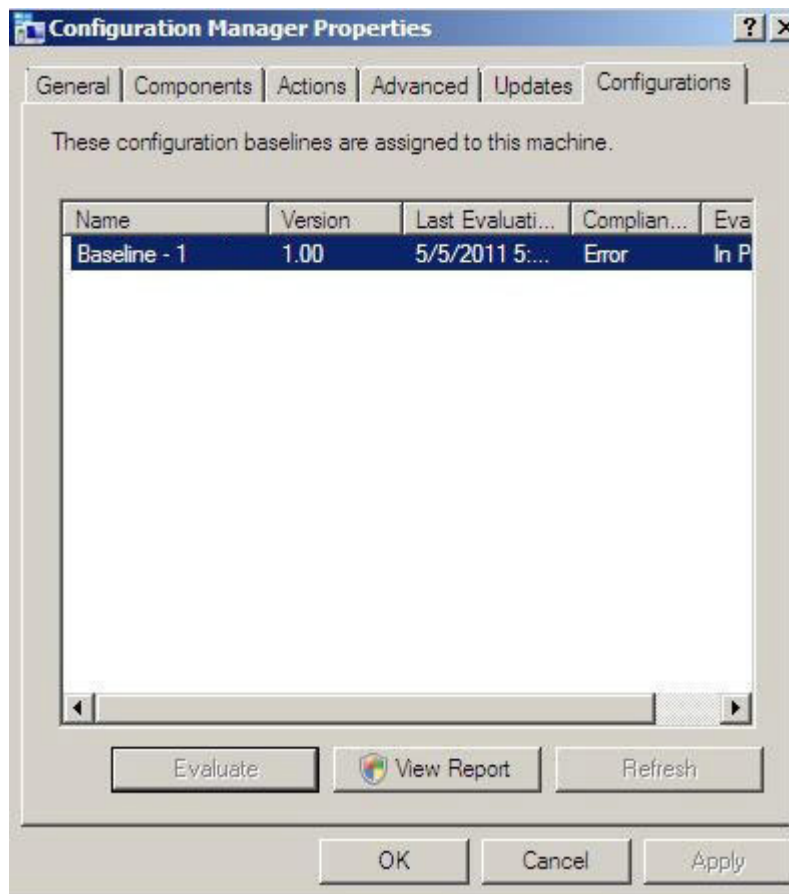 Configuration Manager Properties
General Components Actions Advanced Updates Configurations
These configuration baselines are assigned to this machine.
Name Version Last Evaluati... Complian... Eva
Baseline - 1 1.00 5/5/2011 5:... Error In P
Evaluate View Report Refresh
OK Cancel Apply